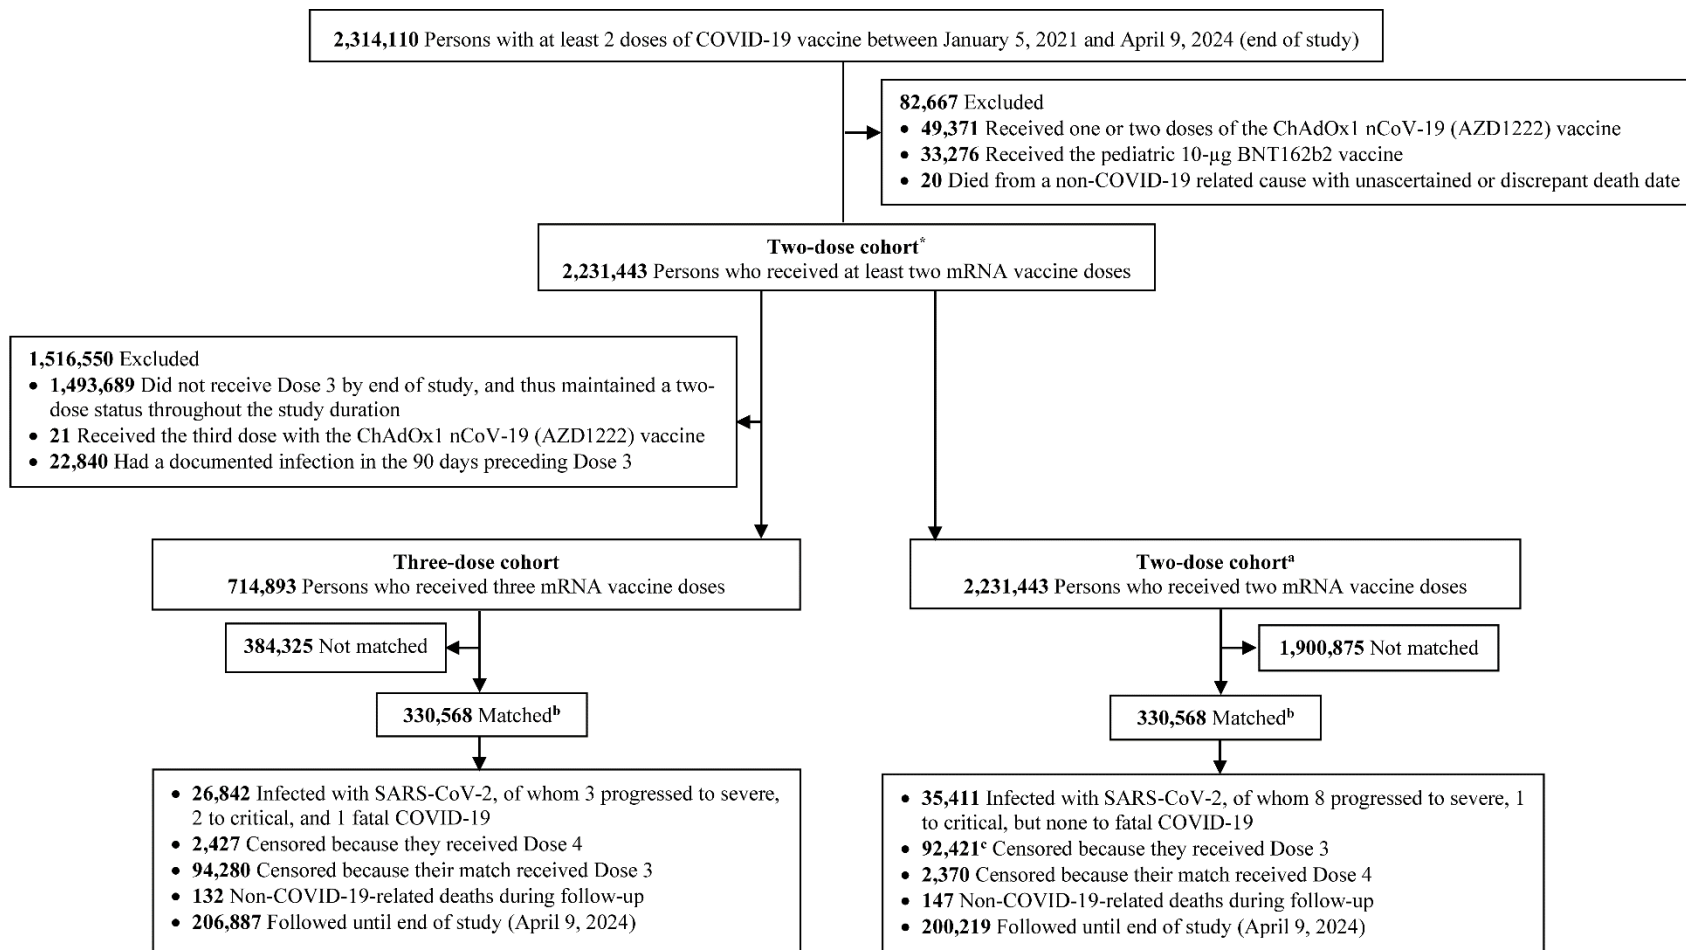 2,314,110 Persons with at least 2 doses of COVID-19 vaccine between January 5, 2021 and April 9, 2024 (end of study)
82,667 Excluded
• 49,371 Received one or two doses of the ChAdOx1 nCoV-19 (AZD1222) vaccine
• 33,276 Received the pediatric 10-µg BNT162b2 vaccine
• 20 Died from a non-COVID-19 related cause with unascertained or discrepant death date
Two-dose cohort*
2,231,443 Persons who received at least two mRNA vaccine doses
1,516,550 Excluded
• 1,493,689 Did not receive Dose 3 by end of study, and thus maintained a two-
dose status throughout the study duration
• 21 Received the third dose with the ChAdOx1 nCoV-19 (AZD1222) vaccine
• 22,840 Had a documented infection in the 90 days preceding Dose 3
Three-dose cohort
714,893 Persons who received three mRNA vaccine doses
384,325 Not matched
330,568 Matchedᵇ
• 26,842 Infected with SARS-CoV-2, of whom 3 progressed to severe,
2 to critical, and 1 fatal COVID-19
• 2,427 Censored because they received Dose 4
• 94,280 Censored because their match received Dose 3
• 132 Non-COVID-19-related deaths during follow-up
• 206,887 Followed until end of study (April 9, 2024)
Two-dose cohortᵃ
2,231,443 Persons who received two mRNA vaccine doses
1,900,875 Not matched
330,568 Matchedᵇ
• 35,411 Infected with SARS-CoV-2, of whom 8 progressed to severe, 1
to critical, but none to fatal COVID-19
• 92,421ᶜ Censored because they received Dose 3
• 2,370 Censored because their match received Dose 4
• 147 Non-COVID-19-related deaths during follow-up
• 200,219 Followed until end of study (April 9, 2024)